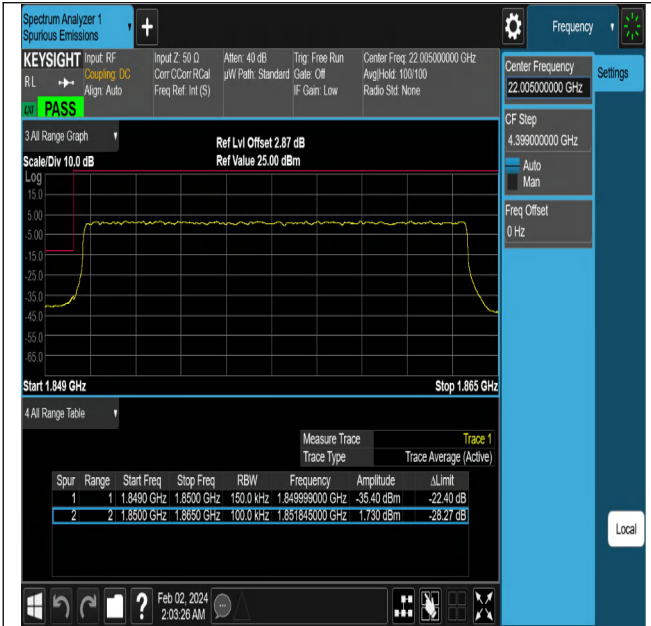 Spectrum Analyzer 1
Spurious Emissions
Frequency
KEYSIGHT
RL
Input: RF
Coupling: DC
Align: Auto
Input Z: 50 Ω
Corr CCorr RCal
Freq Ref: Int (S)
Atten: 40 dB
µW Path: Standard
Trig: Free Run
Gate: Off
IF Gain: Low
Center Freq: 22.005000000 GHz
Avg|Hold: 100/100
Radio Std: None
LXI
PASS
Center Frequency
22.005000000 GHz
Settings
CF Step
4.399000000 GHz
Auto
Man
Freq Offset
0 Hz
3 All Range Graph
Scale/Div 10.0 dB
Ref Lvl Offset 2.87 dB
Ref Value 25.00 dBm
Log
15.0
5.00
-5.00
-15.0
-25.0
-35.0
-45.0
-55.0
-65.0
Start 1.849 GHz
Stop 1.865 GHz
4 All Range Table
Measure Trace Trace 1
Trace Type Trace Average (Active)
Spur Range Start Freq Stop Freq RBW Frequency Amplitude ΔLimit
1 1 1.8490 GHz 1.8500 GHz 150.0 kHz 1.849999000 GHz -35.40 dBm -22.40 dB
2 2 1.8500 GHz 1.8650 GHz 100.0 kHz 1.851845000 GHz 1.730 dBm -28.27 dB
Local
?
Feb 02, 2024
2:03:26 AM